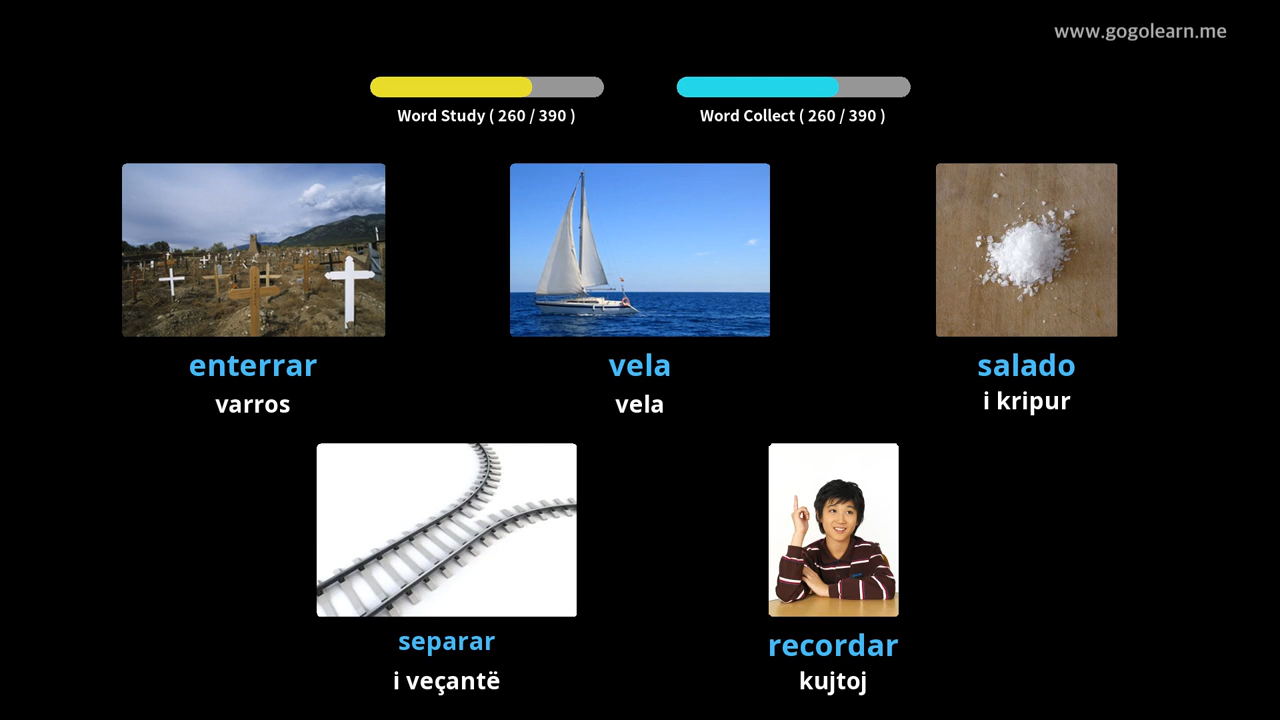 www.gogolearn.me
Word Study ( 260 / 390 )
Word Collect ( 260 / 390 )
enterrar
varros
vela
vela
salado
i kripur
separar
i veçantë
recordar
kujtoj